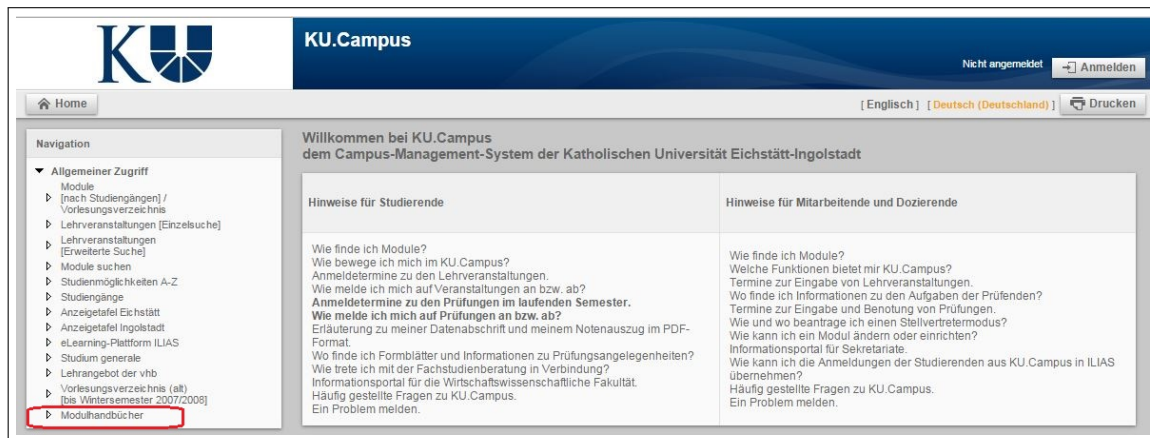 KU
KU.Campus
Nicht angemeldet
Anmelden
Home
[ Englisch ] [ Deutsch (Deutschland) ]
Drucken
Navigation
Allgemeiner Zugriff
Module
[nach Studiengängen] /
Vorlesungsverzeichnis
Lehrveranstaltungen [Einzelsuche]
Lehrveranstaltungen
[Erweiterte Suche]
Module suchen
Studienmöglichkeiten A-Z
Studiengänge
Anzeigetafel Eichstätt
Anzeigetafel Ingolstadt
eLearning-Plattform ILIAS
Studium generale
Lehrangebot der vhb
Vorlesungsverzeichnis (alt)
[bis Wintersemester 2007/2008]
Modulhandbücher
Willkommen bei KU.Campus
dem Campus-Management-System der Katholischen Universität Eichstätt-Ingolstadt
Hinweise für Studierende
Wie finde ich Module?
Wie bewege ich mich im KU.Campus?
Anmeldetermine zu den Lehrveranstaltungen.
Wie melde ich mich auf Veranstaltungen an bzw. ab?
Anmeldetermine zu den Prüfungen im laufenden Semester.
Wie melde ich mich auf Prüfungen an bzw. ab?
Erläuterung zu meiner Datenabschrift und meinem Notenauszug im PDF-
Format.
Wo finde ich Formblätter und Informationen zu Prüfungsangelegenheiten?
Wie trete ich mit der Fachstudienberatung in Verbindung?
Informationsportal für die Wirtschaftswissenschaftliche Fakultät.
Häufig gestellte Fragen zu KU.Campus.
Ein Problem melden.
Hinweise für Mitarbeitende und Dozierende
Wie finde ich Module?
Welche Funktionen bietet mir KU.Campus?
Termine zur Eingabe von Lehrveranstaltungen.
Wo finde ich Informationen zu den Aufgaben der Prüfenden?
Termine zur Eingabe und Benotung von Prüfungen.
Wie und wo beantrage ich einen Stellvertretermodus?
Wie kann ich ein Modul ändern oder einrichten?
Informationsportal für Sekretariate.
Wie kann ich die Anmeldungen der Studierenden aus KU.Campus in ILIAS
übernehmen?
Häufig gestellte Fragen zu KU.Campus.
Ein Problem melden.